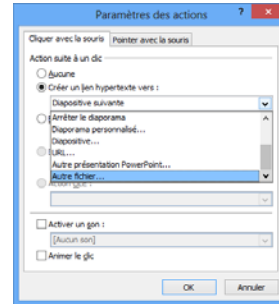 Paramètres des actions
Cliquer avec la souris
Pointer avec la souris
Action suite à un clic
Aucune
Créer un lien hypertexte vers :
Diapositive suivante
Arrêter le diaporama
Diaporama personnalisé...
Diapositive...
URL...
Autre présentation PowerPoint...
Autre fichier...
Activer un son :
[Aucun son]
Animer le clic
OK
Annuler